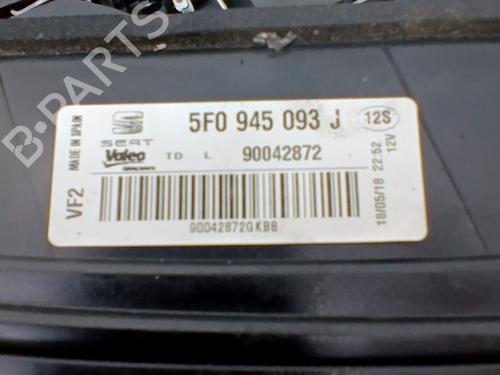 MADE IN SPAIN
SEAT
5F0 945 093 J
12S
Valeo
TD L 90042872
VF2
90042872GKBB
18/05/18 22:52
12V
B-PARTS